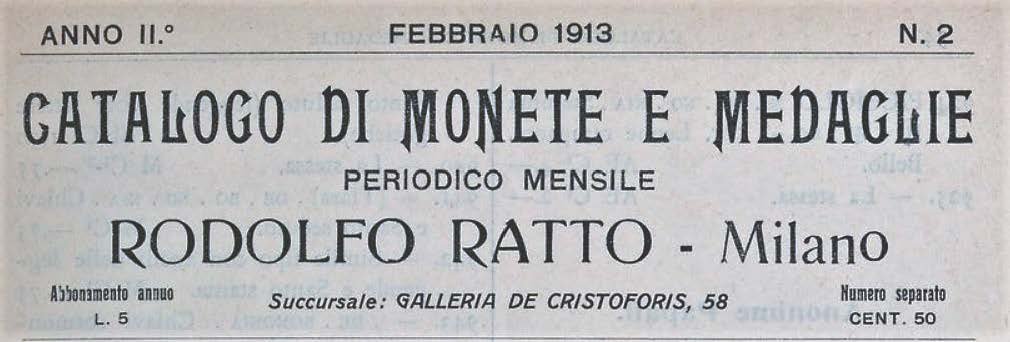 ANNO II.° FEBBRAIO 1913 N. 2
CATALOGO DI MONETE E MEDAGLIE
PERIODICO MENSILE
RODOLFO RATTO - Milano
Abbonamento annuo
L. 5
Succursale: GALLERIA DE CRISTOFORIS, 58
Numero separato
CENT. 50